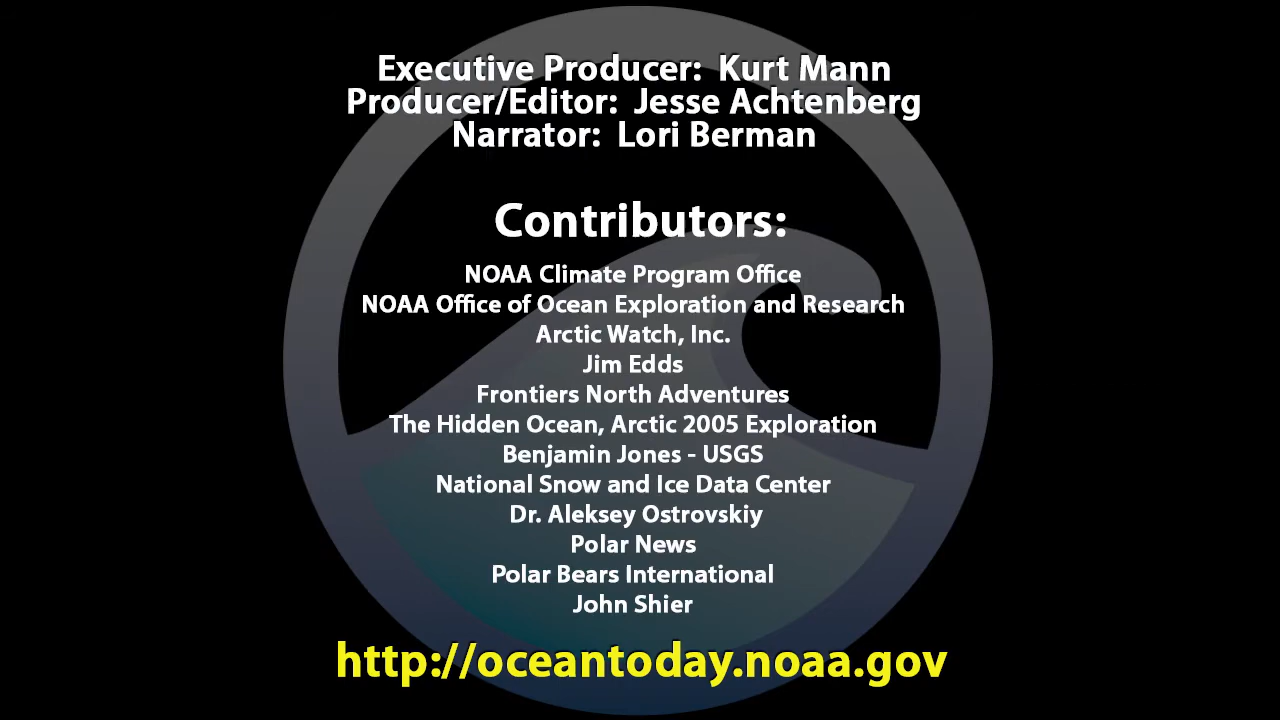 Executive Producer: Kurt Mann
Producer/Editor: Jesse Achtenberg
Narrator: Lori Berman
Contributors:
NOAA Climate Program Office
NOAA Office of Ocean Exploration and Research
Arctic Watch, Inc.
Jim Edds
Frontiers North Adventures
The Hidden Ocean, Arctic 2005 Exploration
Benjamin Jones - USGS
National Snow and Ice Data Center
Dr. Aleksey Ostrovskiy
Polar News
Polar Bears International
John Shier
http://oceantoday.noaa.gov